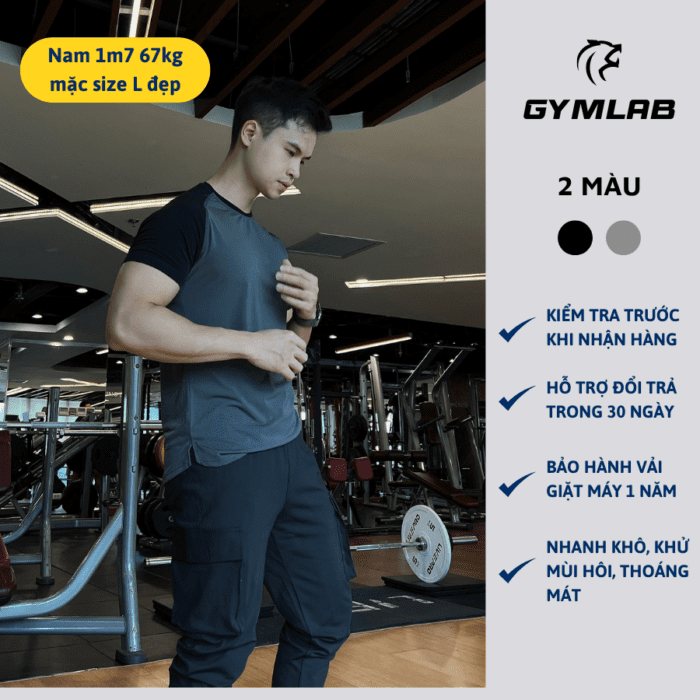 Nam 1m7 67kg
mặc size L đẹp
GYMLAB
2 MÀU
KIỂM TRA TRƯỚC
KHI NHẬN HÀNG
HỖ TRỢ ĐỔI TRẢ
TRONG 30 NGÀY
BẢO HÀNH VẢI
GIẶT MÁY 1 NĂM
NHANH KHÔ, KHỬ
MÙI HÔI, THOÁNG
MÁT